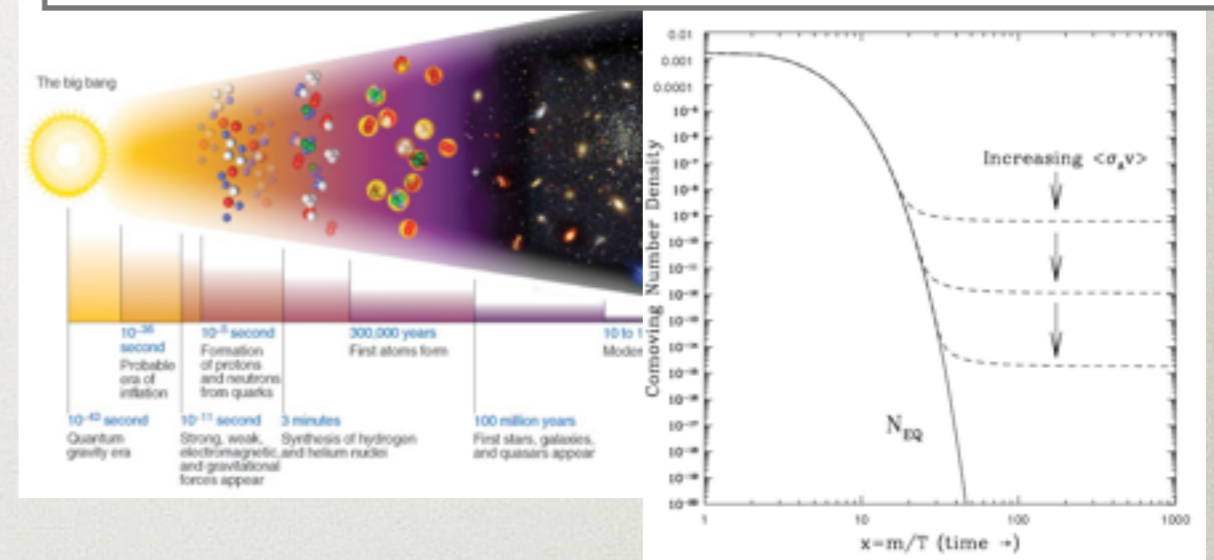 The big bang
10⁻³⁶
second
Probable
era of
inflation
10⁻⁵ second
Formation
of protons
and neutrons
from quarks
300,000 years
First atoms form
10 to 1
Moder
10⁻⁴³ second
Quantum
gravity era
10⁻¹¹ second
Strong, weak,
electromagnetic,
and gravitational
forces appear
3 minutes
Synthesis of hydrogen
and helium nuclei
100 million years
First stars, galaxies,
and quasars appear
0.01
0.001
0.0001
Comoving Number Density
Increasing <σ_A v>
N_EQ
1
10
100
1000
x=m/T (time →)